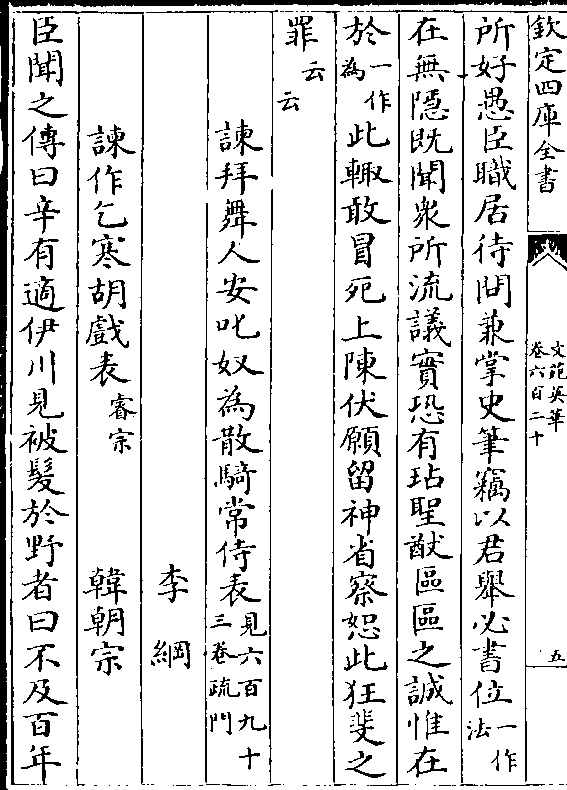 欽定四庫全書
文苑英華
卷六百二十
五
所好愚臣職居待問兼掌史筆竊以君舉必書位一作法
在無隱既聞衆所流議實恐有玷聖猷區區之誠惟在
於一作為此輙敢冒死上陳伏願留神省察恕此狂斐之
罪云云
諫拜舞人安叱奴為散騎常侍表見六百九十三卷疏門
李綱
諫作乞寒胡戲表睿宗
韓朝宗
臣聞之傳曰辛有適伊川見被髮於野者曰不及百年